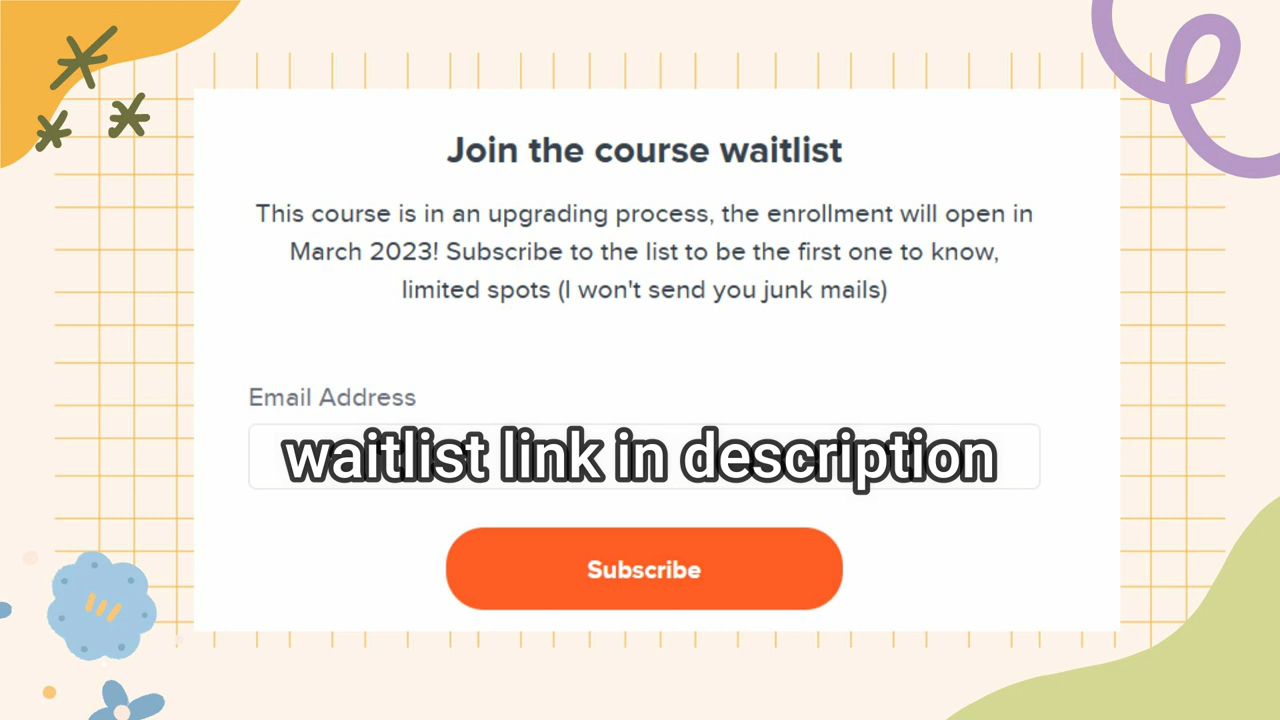 Join the course waitlist
This course is in an upgrading process, the enrollment will open in
March 2023! Subscribe to the list to be the first one to know,
limited spots (I won't send you junk mails)
Email Address
waitlist link in description
Subscribe